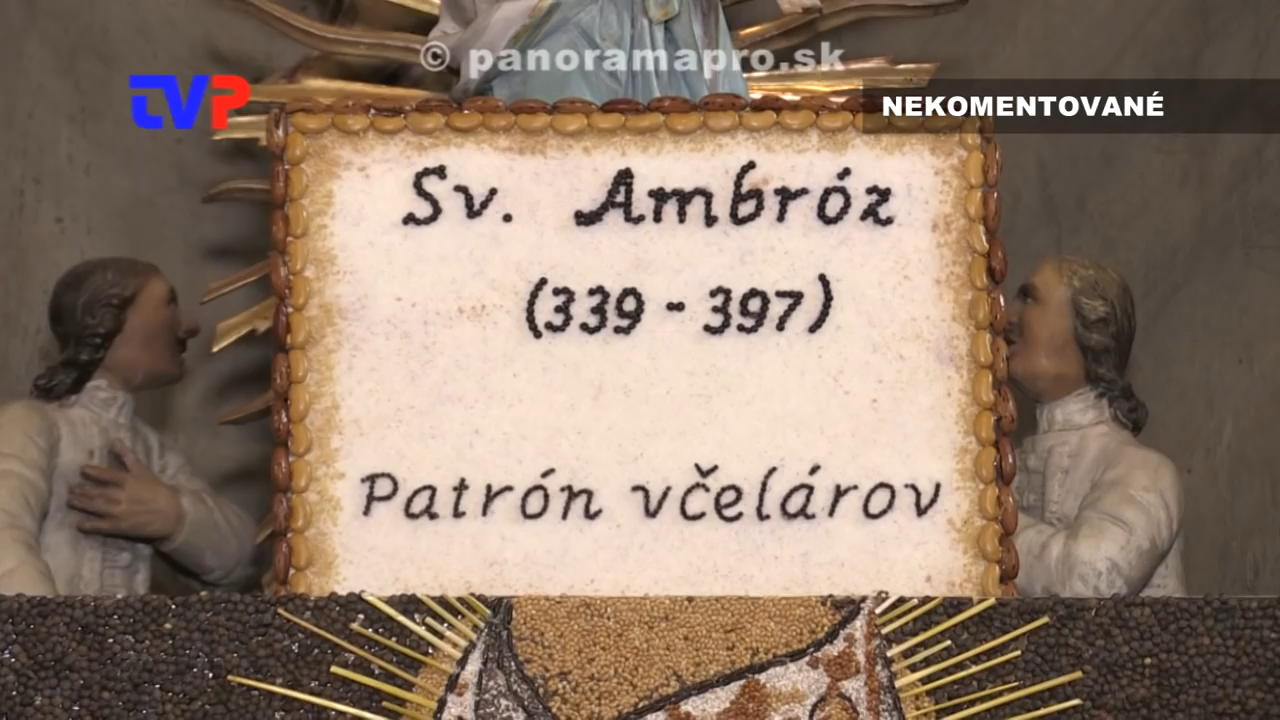 © panoramapro.sk
TVP
NEKOMENTOVANÉ
Sv. Ambróz
(339 - 397)
Patrón včelárov